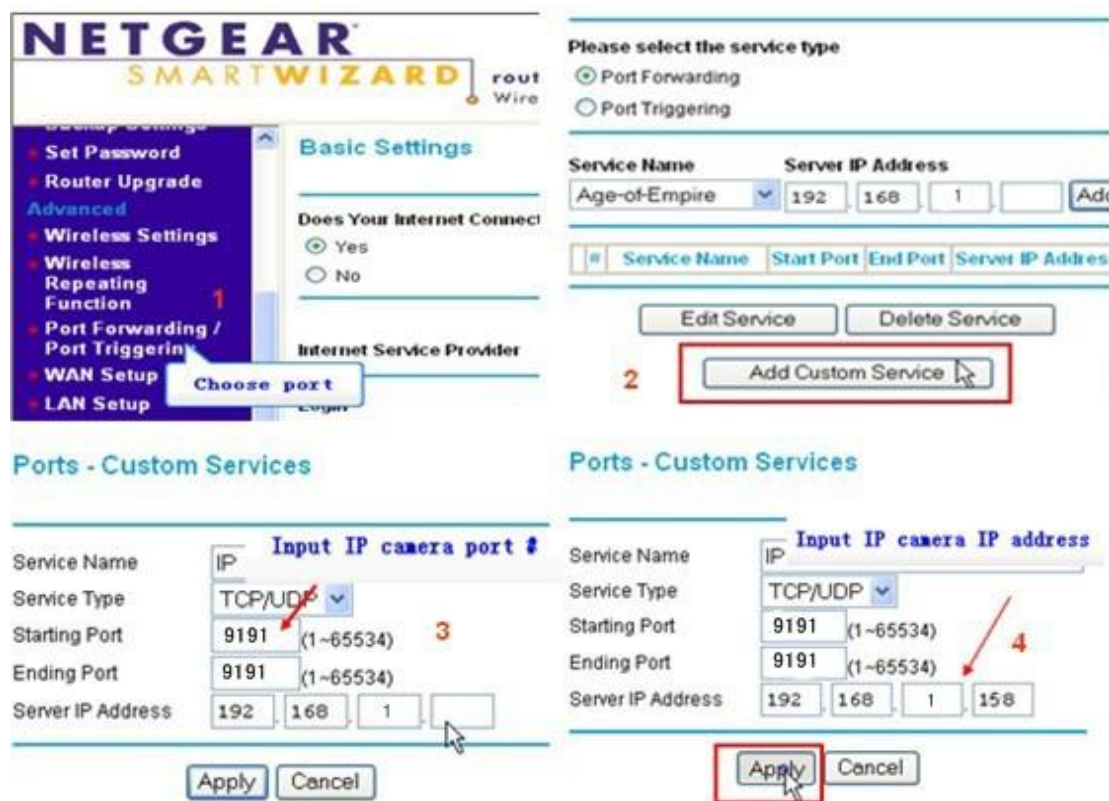 NETGEAR
SMARTWIZARD
rout
Wire
Backup Settings
Set Password
Router Upgrade
Advanced
Wireless Settings
Wireless
Repeating
Function
1
Port Forwarding /
Port Triggering
WAN Setup
LAN Setup
Choose port
Basic Settings
Does Your Internet Connect
Yes
No
Internet Service Provider
Login
Please select the service type
Port Forwarding
Port Triggering
Service Name Server IP Address
Age-of-Empire 192 . 168 . 1 . Add
# Service Name Start Port End Port Server IP Addres
Edit Service Delete Service
2 Add Custom Service
Ports - Custom Services
Input IP camera port #
Service Name IP
Service Type TCP/UDP
Starting Port 9191 (1~65534) 3
Ending Port 9191 (1~65534)
Server IP Address 192 . 168 . 1 .
Apply Cancel
Ports - Custom Services
Input IP camera IP address
Service Name IP
Service Type TCP/UDP
Starting Port 9191 (1~65534) 4
Ending Port 9191 (1~65534)
Server IP Address 192 . 168 . 1 . 158
Apply Cancel